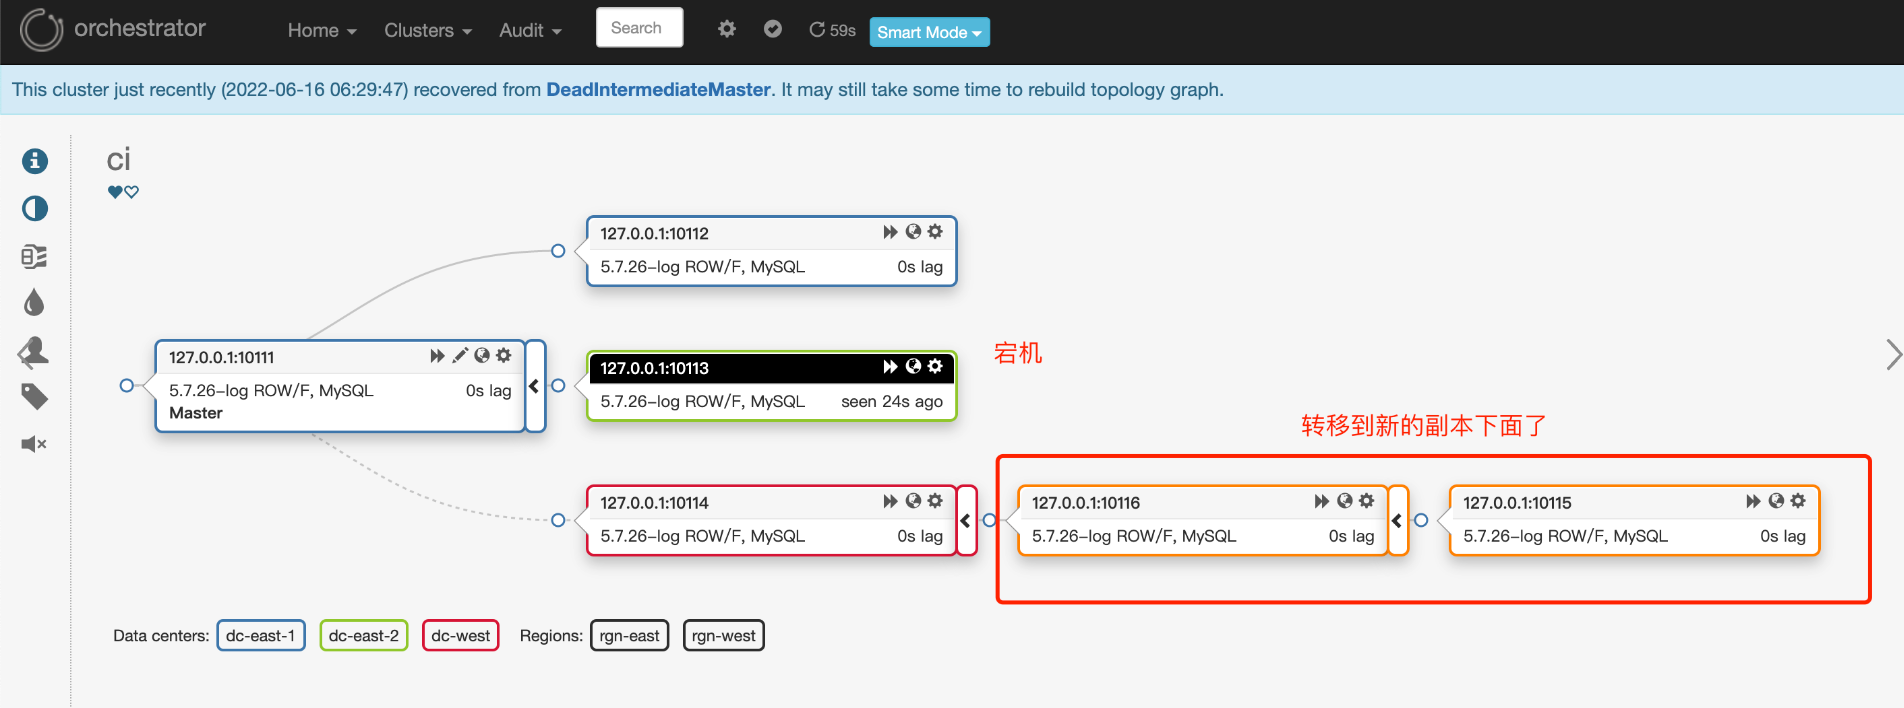 orchestrator Home Clusters Audit Search 59s Smart Mode
This cluster just recently (2022-06-16 06:29:47) recovered from DeadIntermediateMaster. It may still take some time to rebuild topology graph.
ci
127.0.0.1:10112
5.7.26-log ROW/F, MySQL 0s lag
127.0.0.1:10111
5.7.26-log ROW/F, MySQL 0s lag
Master
127.0.0.1:10113
5.7.26-log ROW/F, MySQL seen 24s ago
宕机
转移到新的副本下面了
127.0.0.1:10114
5.7.26-log ROW/F, MySQL 0s lag
127.0.0.1:10116
5.7.26-log ROW/F, MySQL 0s lag
127.0.0.1:10115
5.7.26-log ROW/F, MySQL 0s lag
Data centers: dc-east-1 dc-east-2 dc-west Regions: rgn-east rgn-west